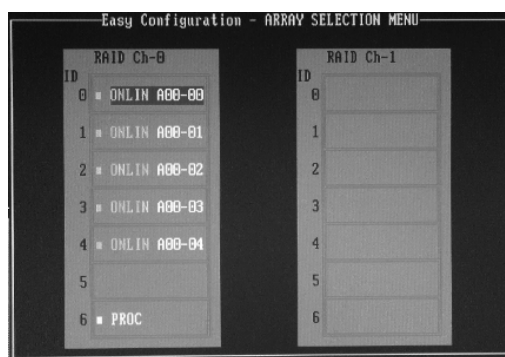 Easy Configuration - ARRAY SELECTION MENU
RAID Ch-0
ID
0 ONLIN A00-00
1 ONLIN A00-01
2 ONLIN A00-02
3 ONLIN A00-03
4 ONLIN A00-04
5
6 PROC
RAID Ch-1
ID
0
1
2
3
4
5
6